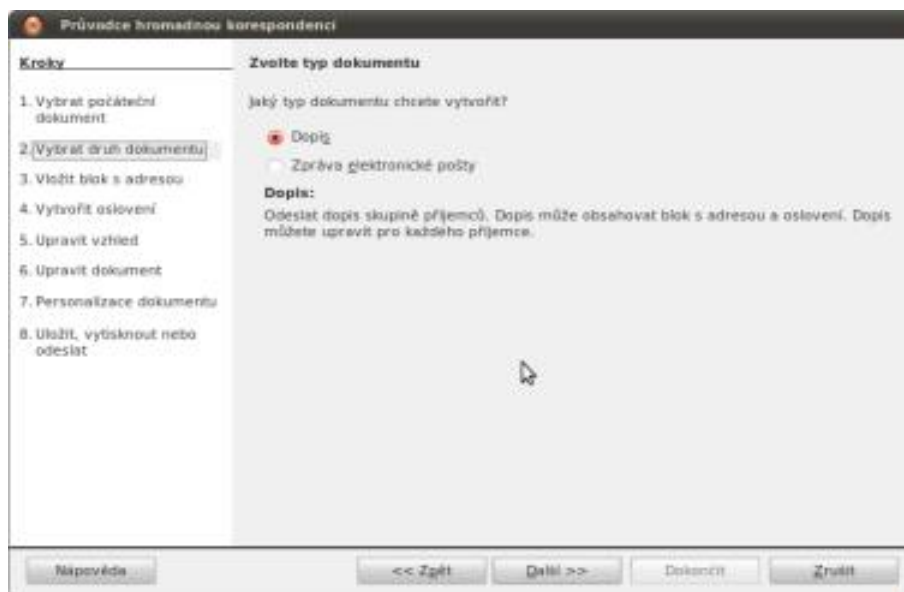 Průvodce hromadnou korespondencí
Kroky
1. Vybrat počáteční
dokument
2. Vybrat druh dokumentu
3. Vložit blok s adresou
4. Vytvořit oslovení
5. Upravit vzhled
6. Upravit dokument
7. Personalizace dokumentu
8. Uložit, vytisknout nebo
odeslat
Zvolte typ dokumentu
Jaký typ dokumentu chcete vytvořit?
Dopis
Zpráva elektronické pošty
Dopis:
Odeslat dopis skupině příjemců. Dopis může obsahovat blok s adresou a oslovení. Dopis
můžete upravit pro každého příjemce.
Nápověda
<< Zpět
Další >>
Dokončit
Zrušit